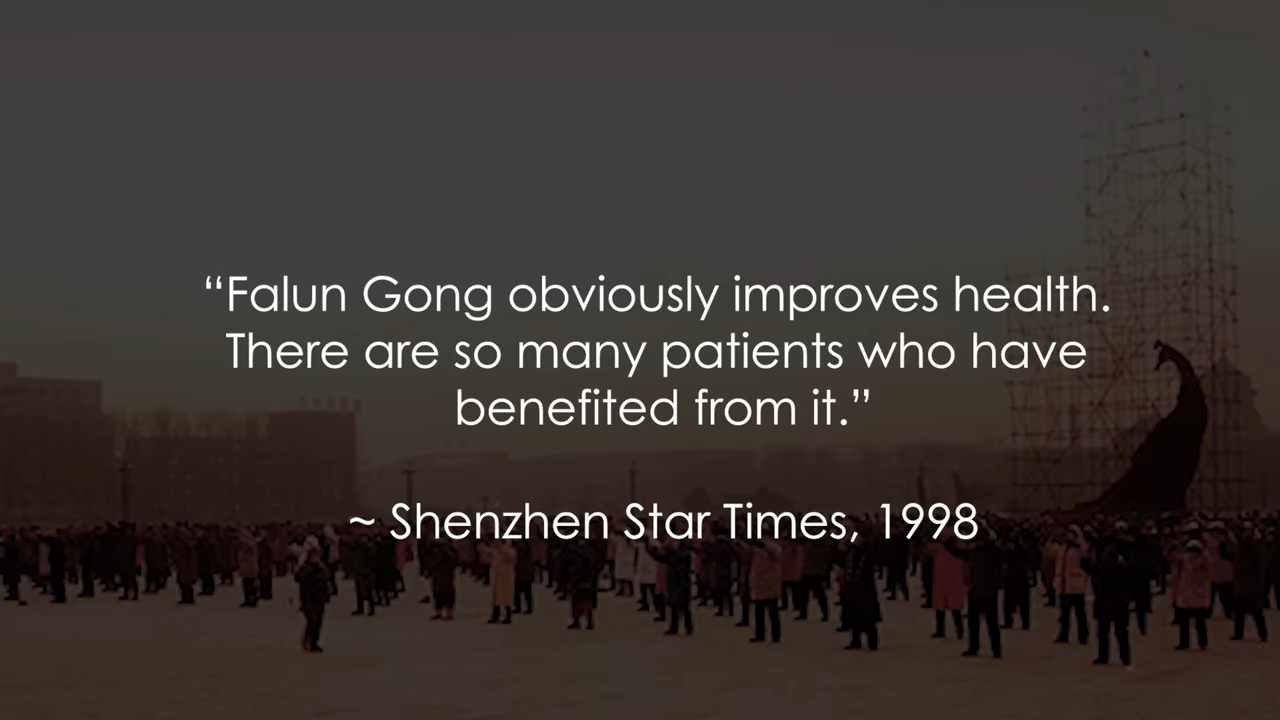 “Falun Gong obviously improves health.
There are so many patients who have
benefited from it.”
~ Shenzhen Star Times, 1998